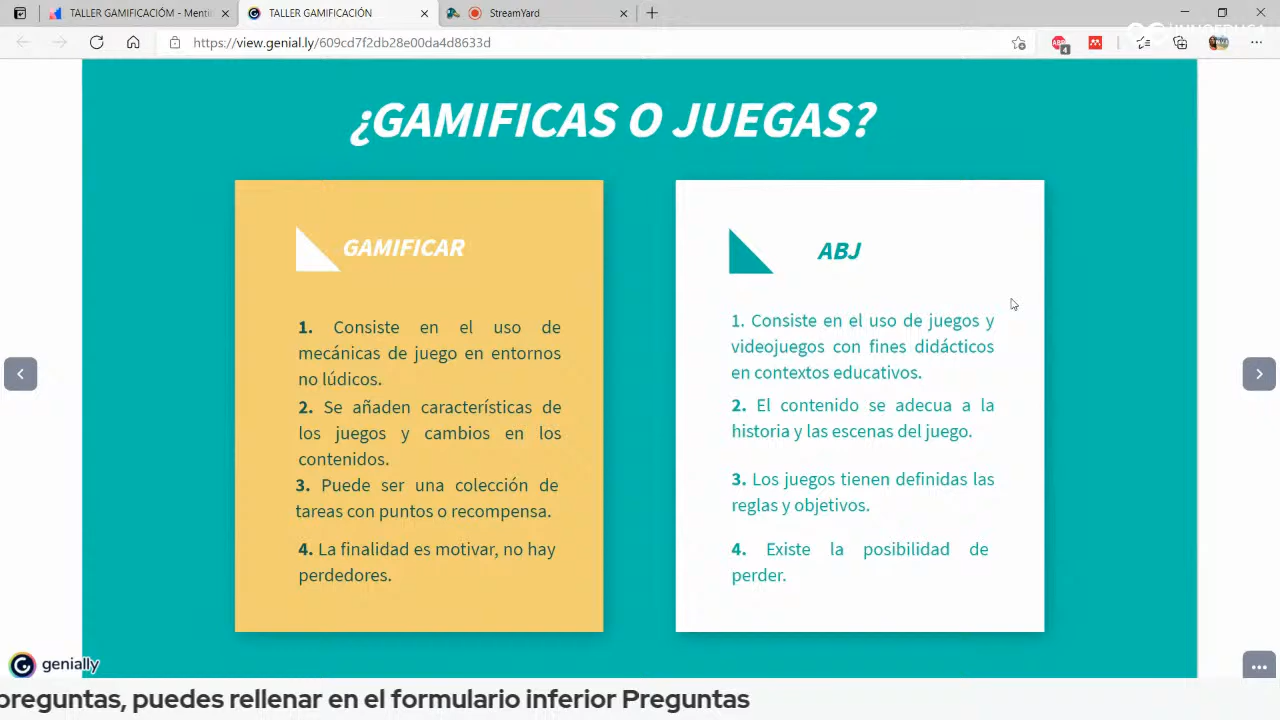 TALLER GAMIFICACIÓM - Mentim
TALLER GAMIFICACIÓN
StreamYard
https://view.genial.ly/609cd7f2db28e00da4d8633d
4
¿GAMIFICAS O JUEGAS?
GAMIFICAR
1. Consiste en el uso de
mecánicas de juego en entornos
no lúdicos.
2. Se añaden características de
los juegos y cambios en los
contenidos.
3. Puede ser una colección de
tareas con puntos o recompensa.
4. La finalidad es motivar, no hay
perdedores.
ABJ
1. Consiste en el uso de juegos y
videojuegos con fines didácticos
en contextos educativos.
2. El contenido se adecua a la
historia y las escenas del juego.
3. Los juegos tienen definidas las
reglas y objetivos.
4. Existe la posibilidad de
perder.
genially
preguntas, puedes rellenar en el formulario inferior Preguntas